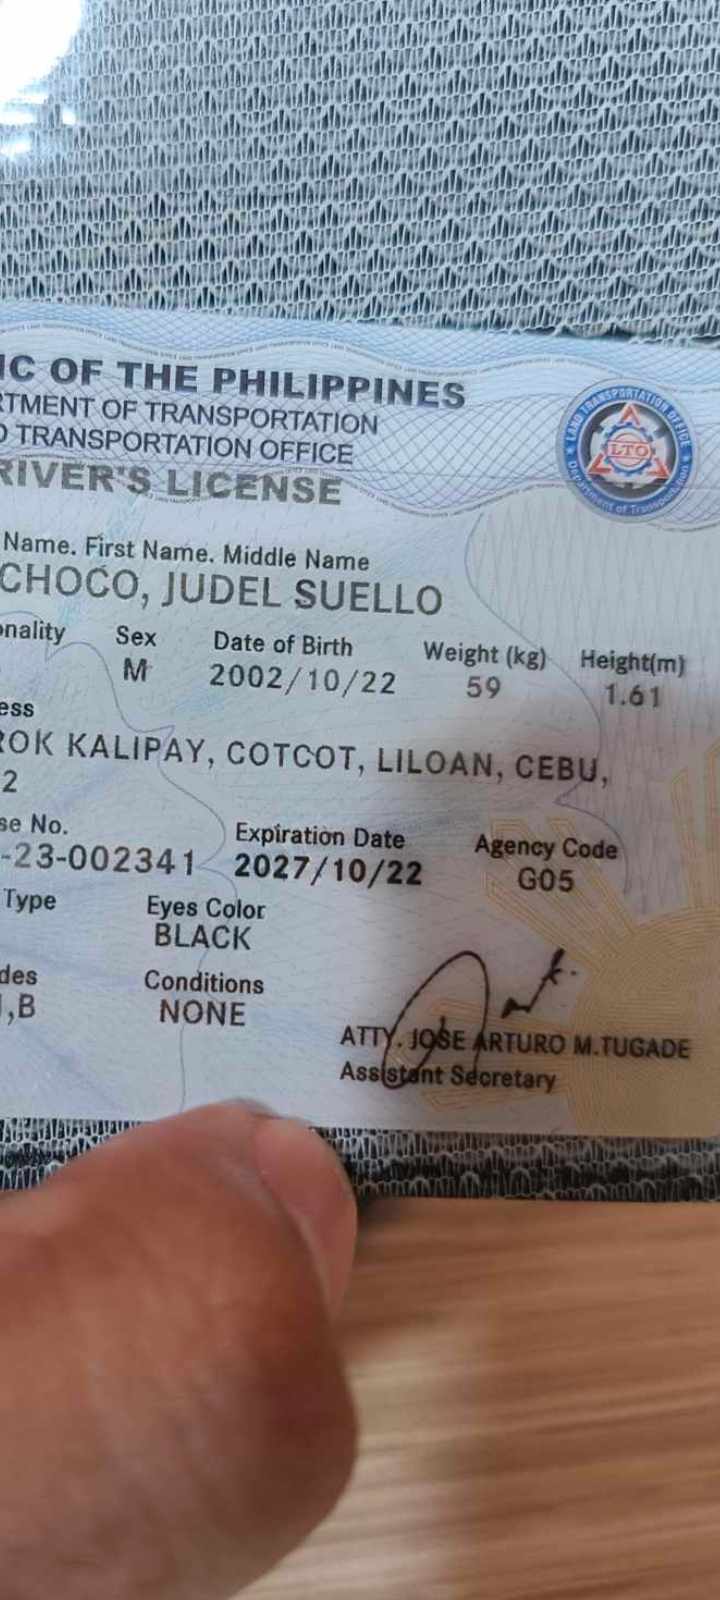 IC OF THE PHILIPPINES
TMENT OF TRANSPORTATION
TRANSPORTATION OFFICE
RIVER'S LICENSE
LAND TRANSPORTATION OFFICE
LTO
Department of Transportation
Name. First Name. Middle Name
CHOCO, JUDEL SUELLO
onality Sex Date of Birth Weight (kg) Height(m)
M 2002/10/22 59 1.61
ess
ROK KALIPAY, COTCOT, LILOAN, CEBU,
2
se No. Expiration Date Agency Code
-23-002341 2027/10/22 G05
Type Eyes Color
BLACK
des Conditions
,B NONE
ATTY. JOSE ARTURO M.TUGADE
Assistant Secretary